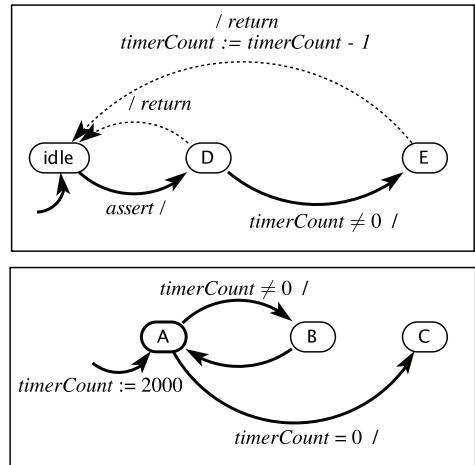 / return
timerCount := timerCount - 1
/ return
idle
D
E
assert /
timerCount ≠ 0 /
timerCount ≠ 0 /
A
B
C
timerCount := 2000
timerCount = 0 /